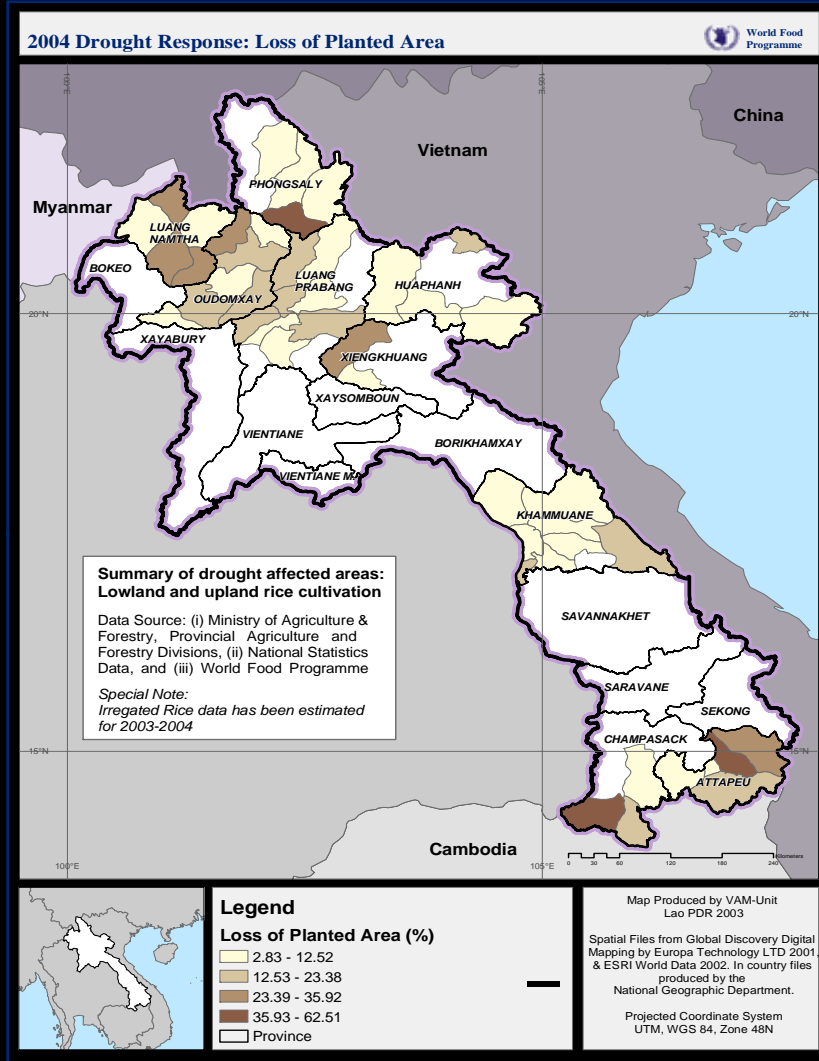 2004 Drought Response: Loss of Planted Area
World Food
Programme
100°E
105°E
China
Vietnam
Myanmar
PHONGSALY
LUANG
NAMTHA
BOKEO
LUANG
PRABANG
HUAPHANH
OUDOMXAY
20°N
20°N
XAYABURY
XIENGKHUANG
XAYSOMBOUN
VIENTIANE
BORIKHAMXAY
VIENTIANE M.
KHAMMUANE
Summary of drought affected areas:
Lowland and upland rice cultivation
Data Source: (i) Ministry of Agriculture &
Forestry, Provincial Agriculture and
Forestry Divisions, (ii) National Statistics
Data, and (iii) World Food Programme
Special Note:
Irregated Rice data has been estimated
for 2003-2004
SAVANNAKHET
SARAVANE
SEKONG
CHAMPASACK
15°N
15°N
ATTAPEU
Cambodia
100°E
105°E
Kilometers
0 30 60 120 180 240
Legend
Loss of Planted Area (%)
2.83 - 12.52
12.53 - 23.38
23.39 - 35.92
35.93 - 62.51
Province
Map Produced by VAM-Unit
Lao PDR 2003
Spatial Files from Global Discovery Digital
Mapping by Europa Technology LTD 2001,
& ESRI World Data 2002. In country files
produced by the
National Geographic Department.
Projected Coordinate System
UTM, WGS 84, Zone 48N